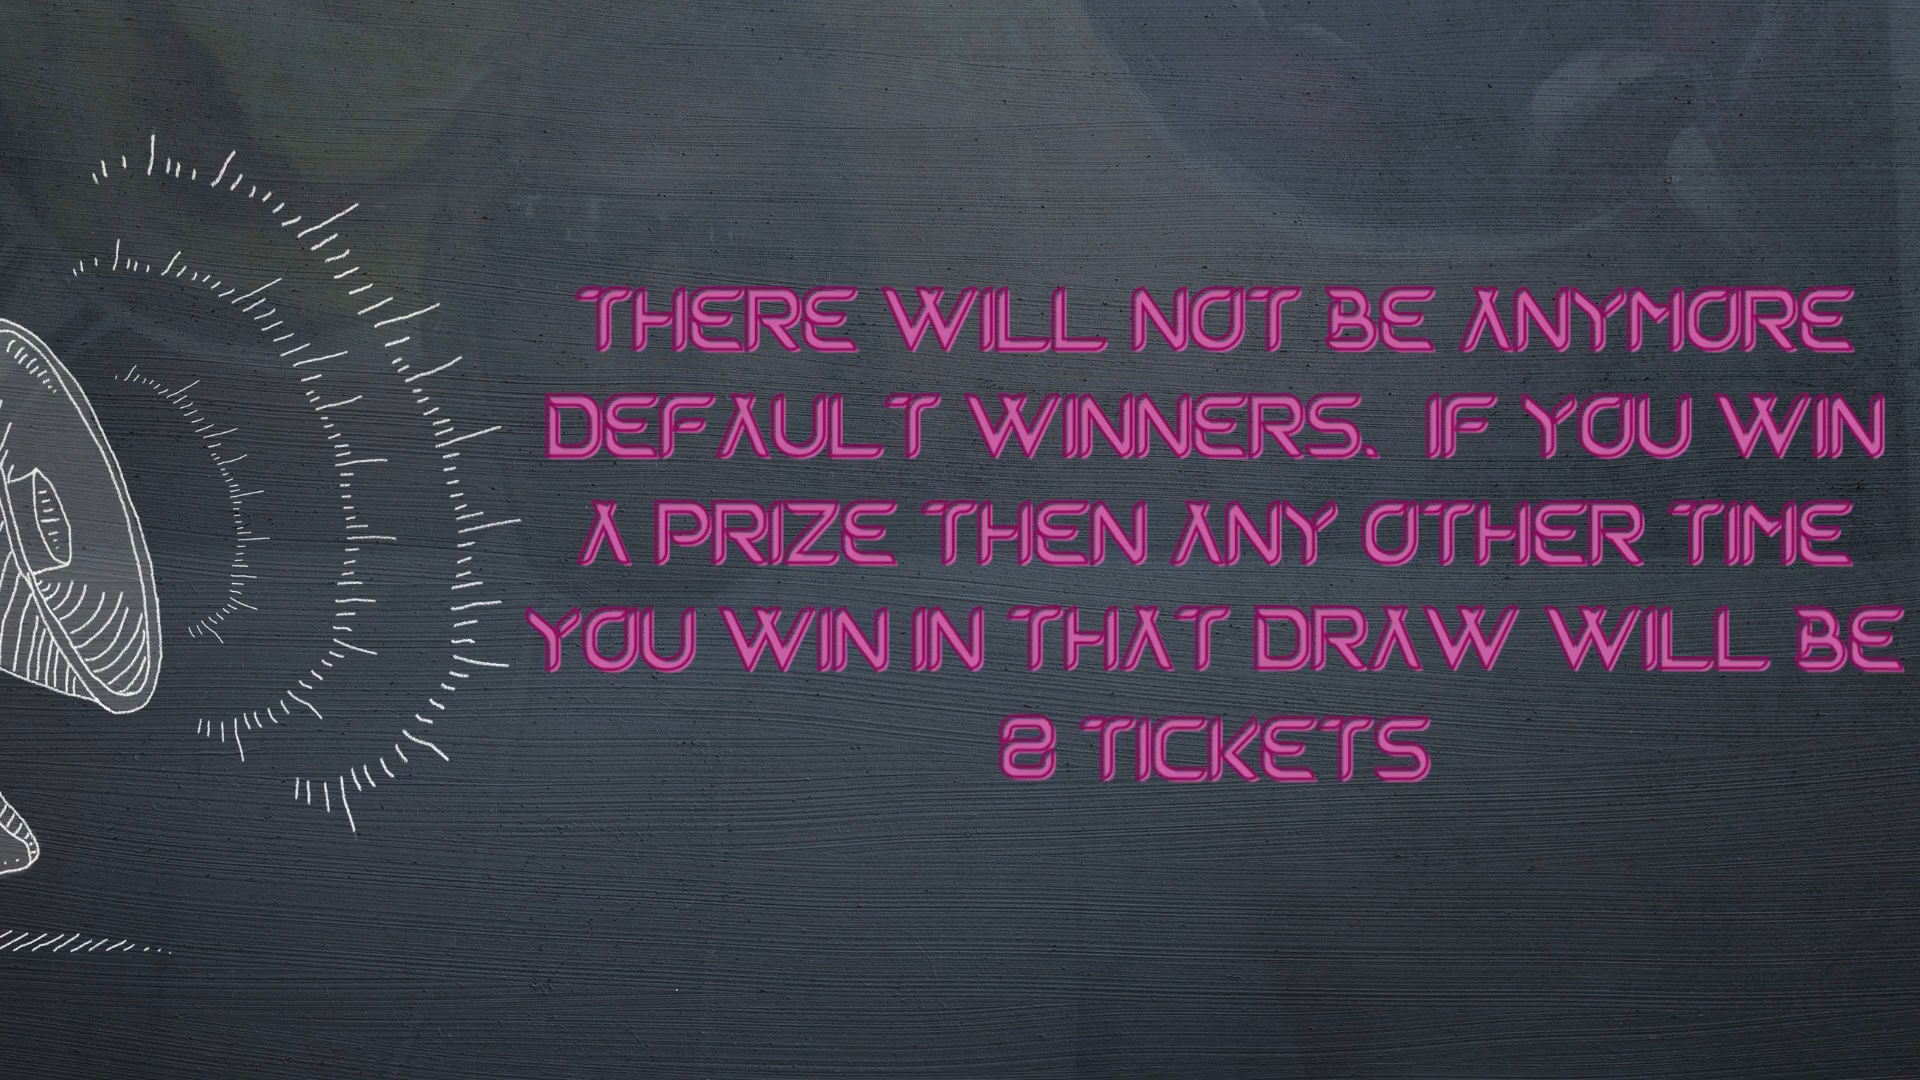 THERE WILL NOT BE ANYMORE
DEFAULT WINNERS. IF YOU WIN
A PRIZE THEN ANY OTHER TIME
YOU WIN IN THAT DRAW WILL BE
8 TICKETS